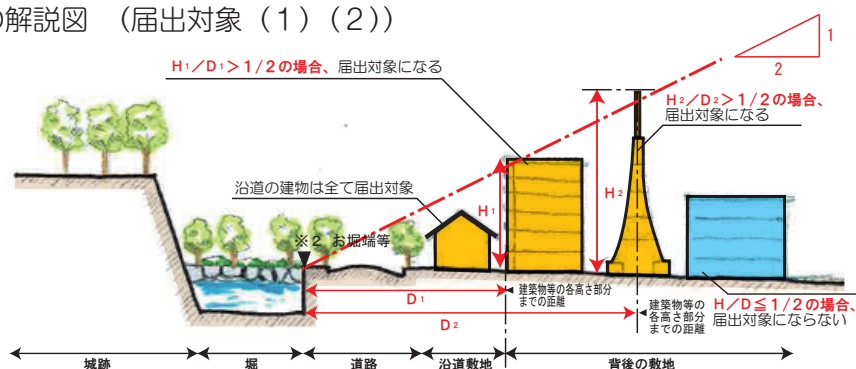 の解説図 (届出対象(1)(2))
1
2
H1/D1>1/2の場合、届出対象になる
H2/D2>1/2の場合、
届出対象になる
沿道の建物は全て届出対象
H1
H2
※2 お堀端等
D1
建築物等の各高さ部分
までの距離
D2
建築物等の
各高さ部分
までの距離
H/D≦1/2の場合、
届出対象にならない
城跡
堀
道路
沿道敷地
背後の敷地